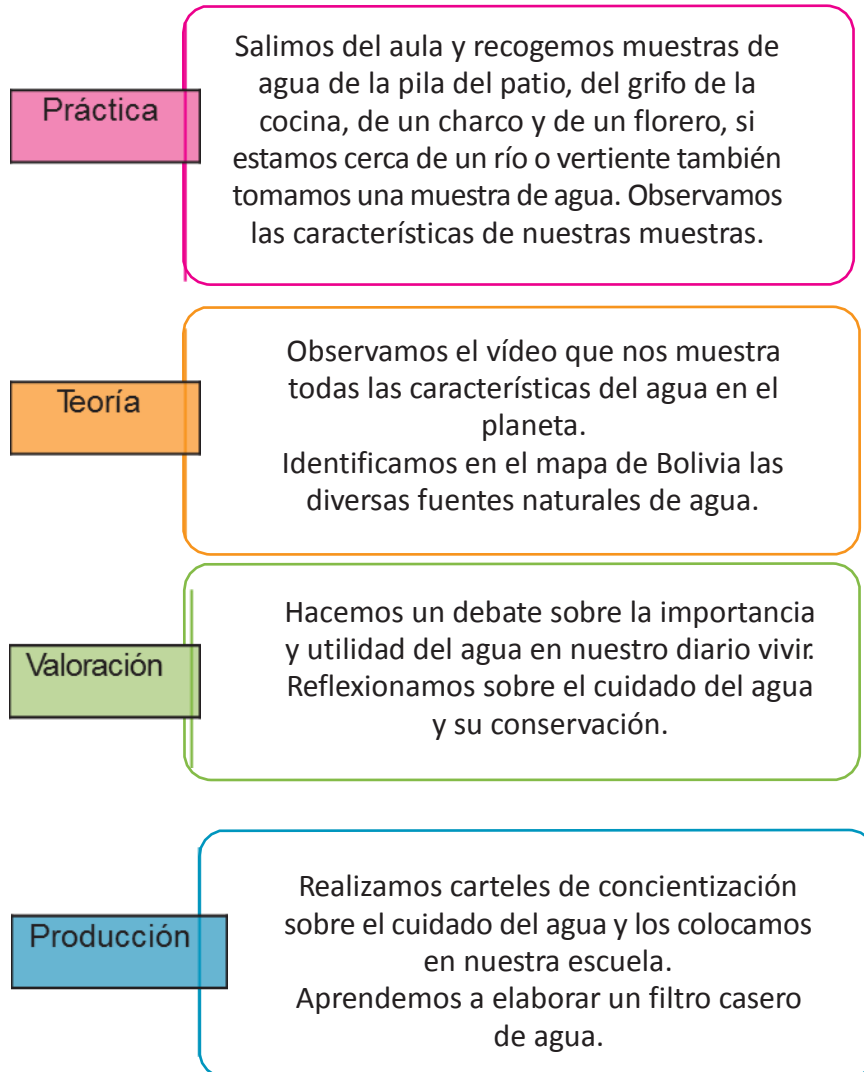 Práctica
Salimos del aula y recogemos muestras de
agua de la pila del patio, del grifo de la
cocina, de un charco y de un florero, si
estamos cerca de un río o vertiente también
tomamos una muestra de agua. Observamos
las características de nuestras muestras.
Teoría
Observamos el vídeo que nos muestra
todas las características del agua en el
planeta.
Identificamos en el mapa de Bolivia las
diversas fuentes naturales de agua.
Valoración
Hacemos un debate sobre la importancia
y utilidad del agua en nuestro diario vivir.
Reflexionamos sobre el cuidado del agua
y su conservación.
Producción
Realizamos carteles de concientización
sobre el cuidado del agua y los colocamos
en nuestra escuela.
Aprendemos a elaborar un filtro casero
de agua.